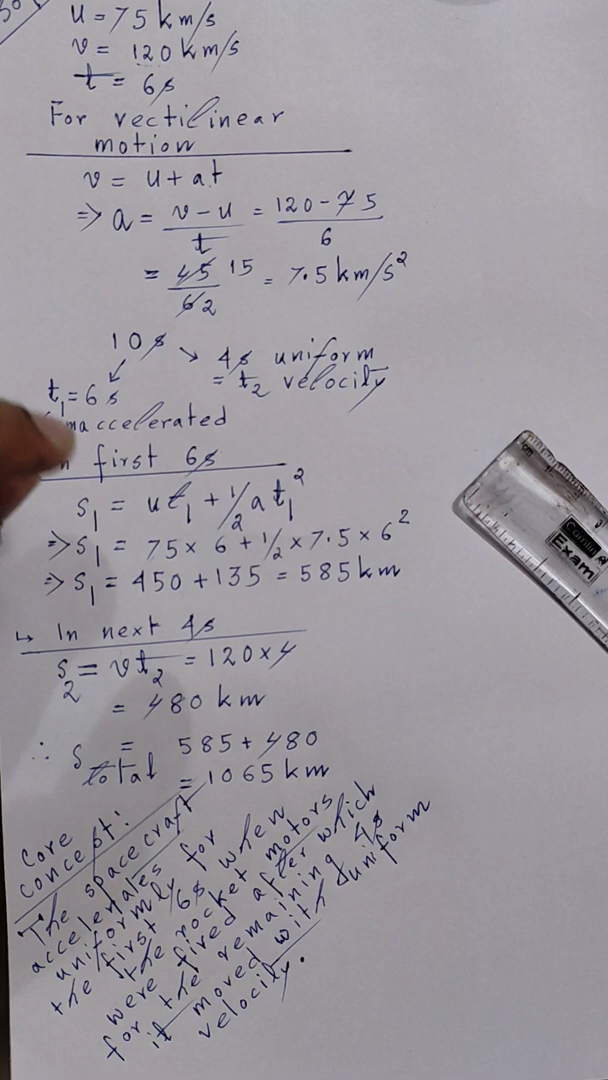 u = 75 km/s
v = 120 km/s
t = 6s
For rectilinear
motion
v = u + at
⇒ a = (v - u)/t = (120 - 75)/6
= 45/6 15/2 = 7.5 km/s²
10s
4s uniform
= t₂ velocity
t₁ = 6s
accelerated
first 6s
s₁ = ut₁ + 1/2 at₁²
⇒ s₁ = 75 × 6 + 1/2 × 7.5 × 6²
⇒ s₁ = 450 + 135 = 585 km
↳ In next 4s
s₂ = vt₂ = 120 × 4
= 480 km
∴ s total = 585 + 480
= 1065 km
Core
concept:
The spacecraft
accelerates for
uniformly
the first 6s when
the rocket motors
were fired after which
for the remaining 4s
it moved with uniform
velocity.
Exam